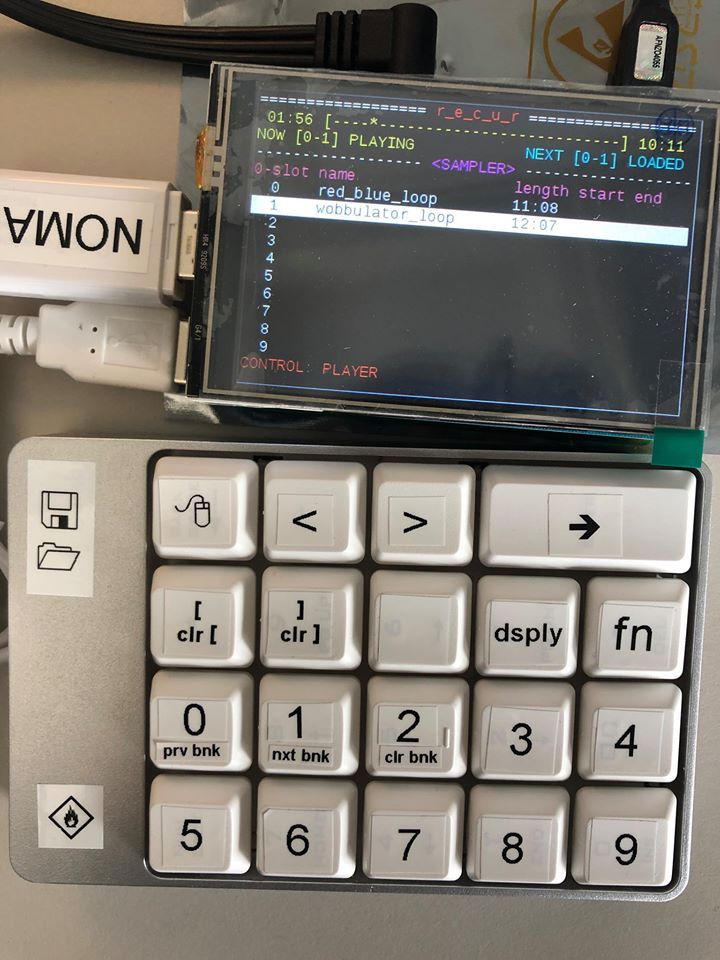 AFNZO4055
================== r_e_c_u_r ==================
01:56 [----*--------------------------] 10:11
NOW [0-1] PLAYING
NEXT [0-1] LOADED
------------------ <SAMPLER> ------------------
0-slot name length start end
0 red_blue_loop 11:08
1 wobbulator_loop 12:07
2
3
4
5
6
7
8
9
CONTROL: PLAYER
NOMA
< > →
[ ] dsply fn
clr [ clr ]
0 1 2 3 4
prv bnk nxt bnk clr bnk
5 6 7 8 9